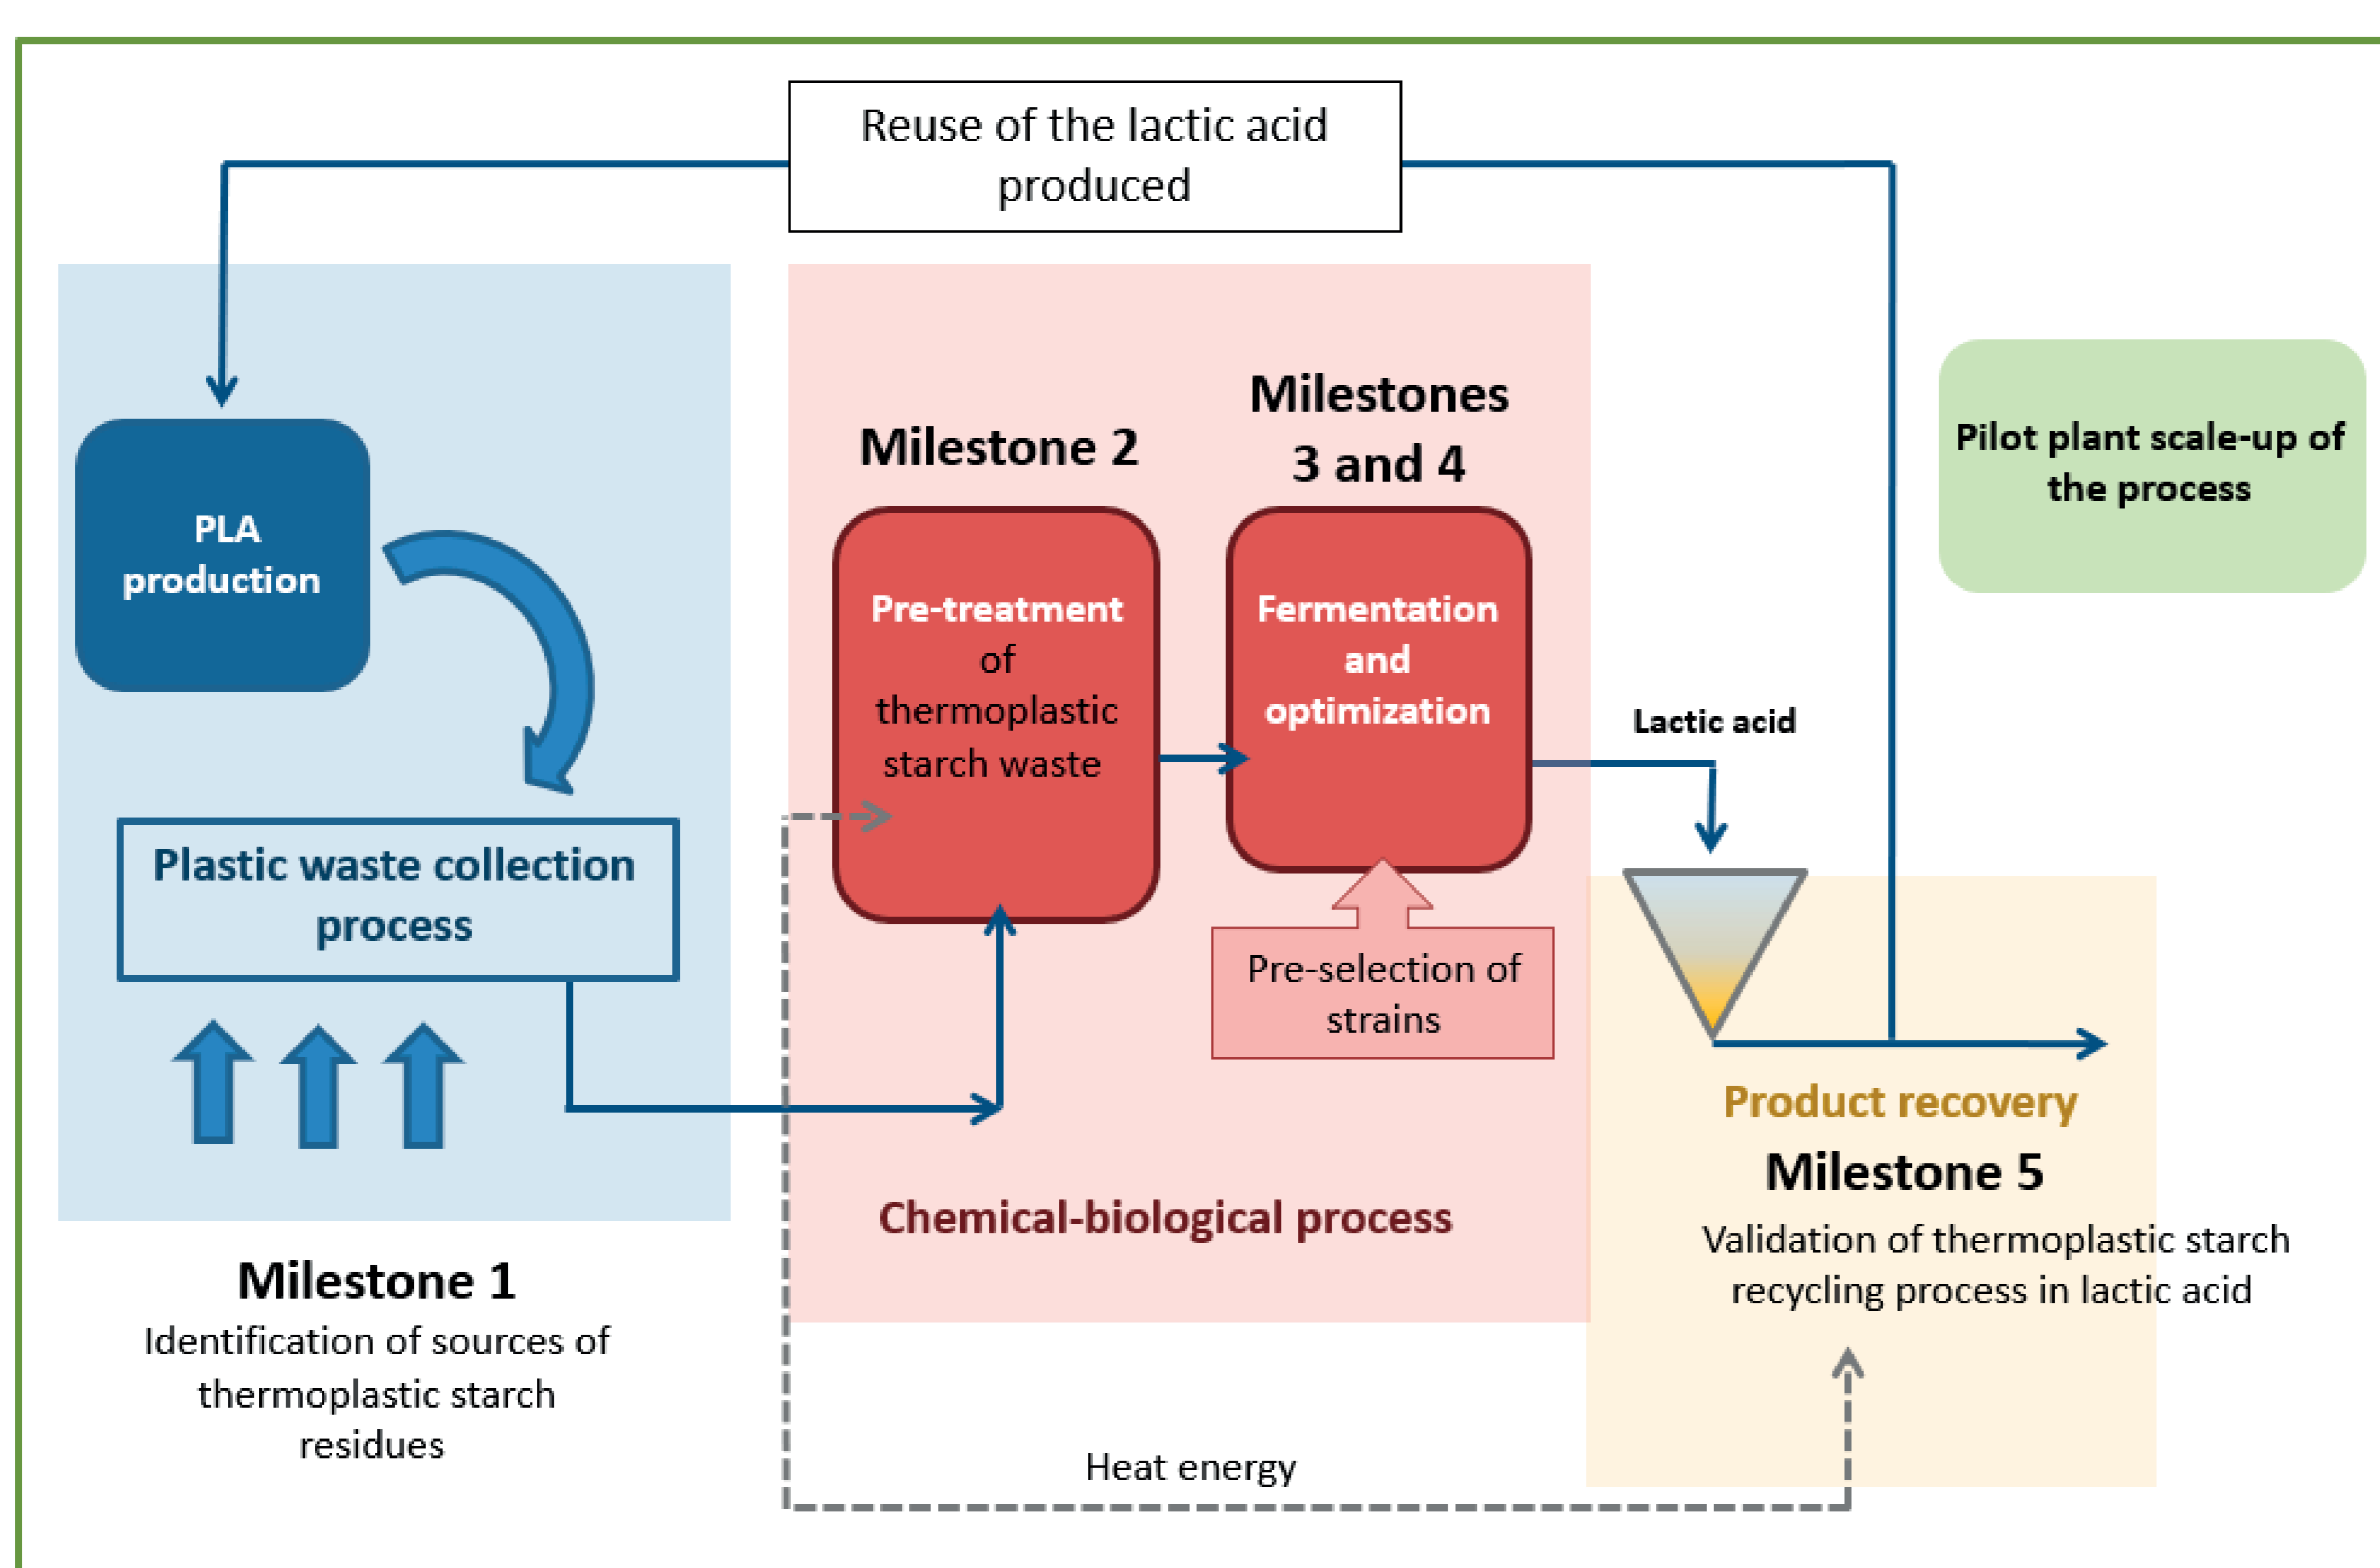 Reuse of the lactic acid
produced
PLA
production
Plastic waste collection
process
Milestone 1
Identification of sources of
thermoplastic starch
residues
Milestone 2
Pre-treatment
of
thermoplastic
starch waste
Milestones
3 and 4
Fermentation
and
optimization
Pre-selection of
strains
Chemical-biological process
Heat energy
Lactic acid
Pilot plant scale-up of
the process
Product recovery
Milestone 5
Validation of thermoplastic starch
recycling process in lactic acid